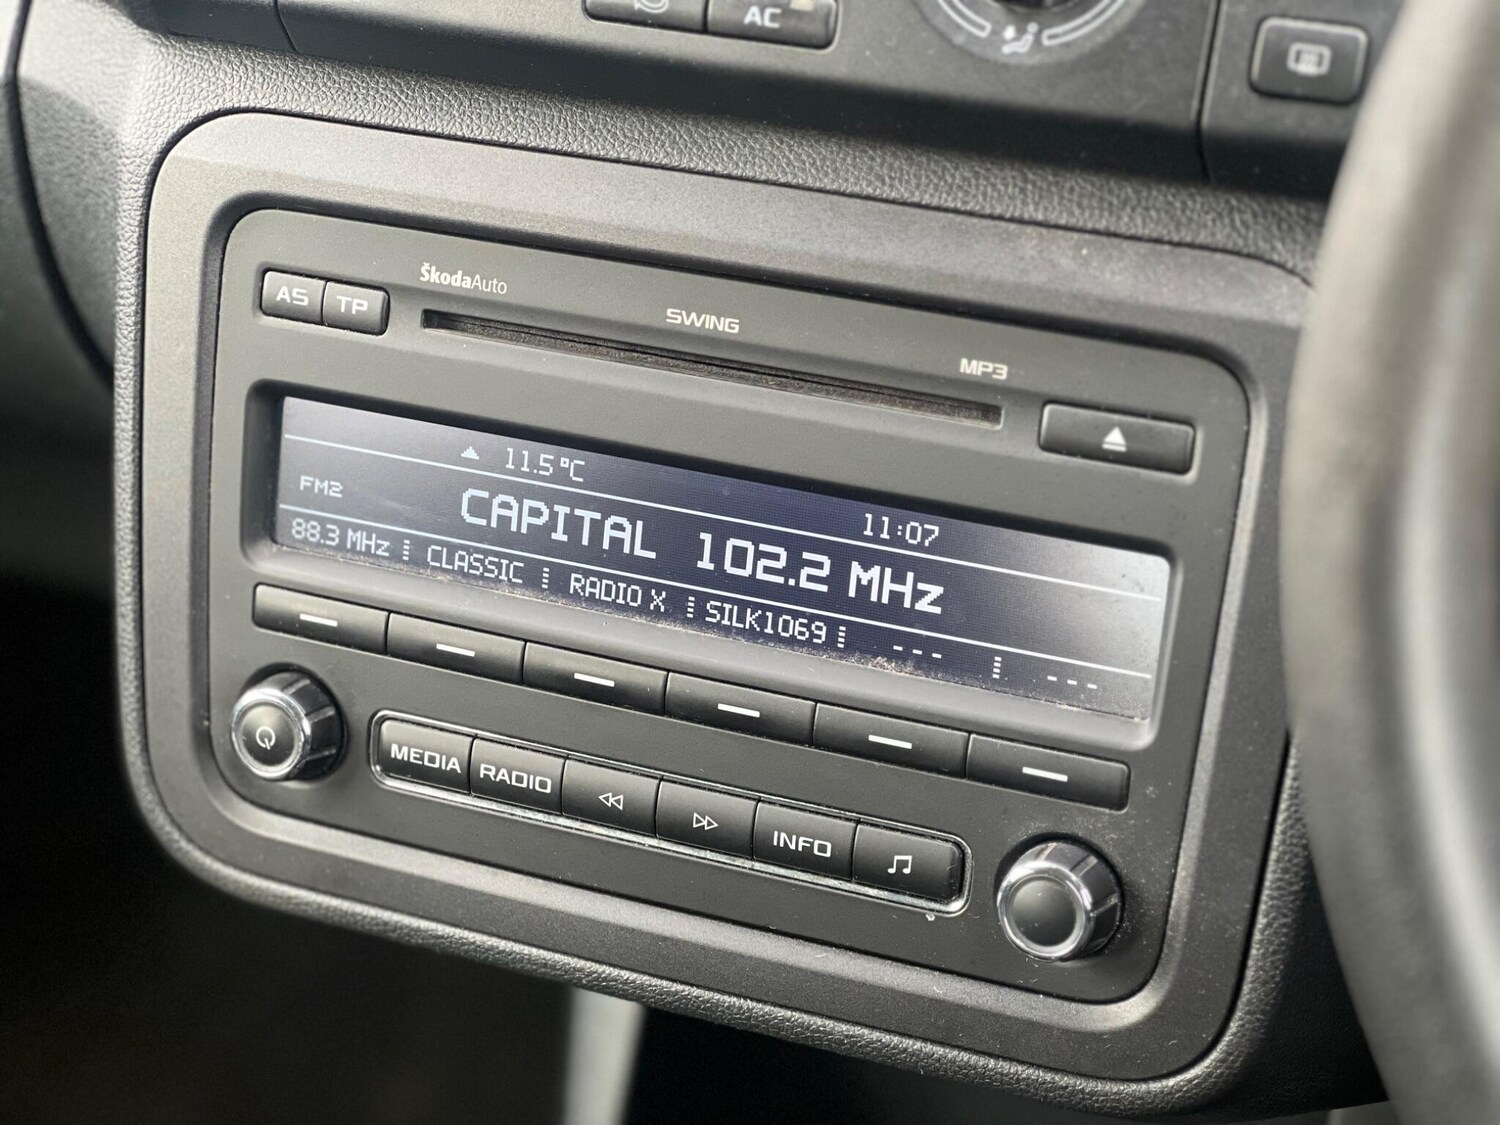 AC
AS TP ŠkodaAuto SWING MP3
11.5°C 11:07
FM2 CAPITAL 102.2 MHz
88.3 MHz CLASSIC RADIO X SILK1069 --- ---
MEDIA RADIO INFO